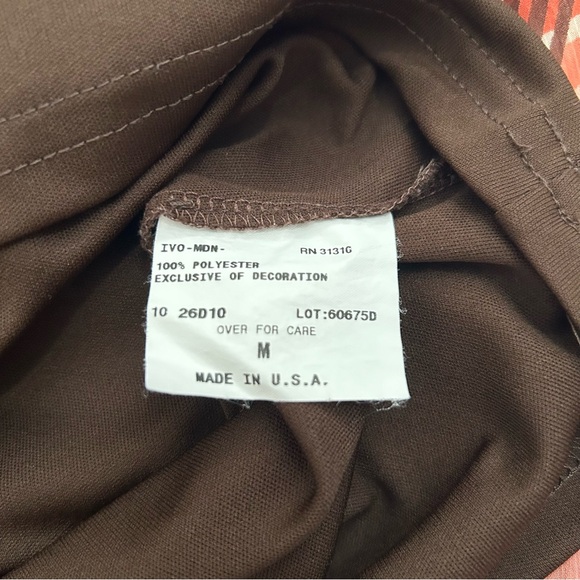 IVO-MDN- RN 31316
100% POLYESTER
EXCLUSIVE OF DECORATION
10 26D10 LOT:60675D
OVER FOR CARE
M
MADE IN U.S.A.